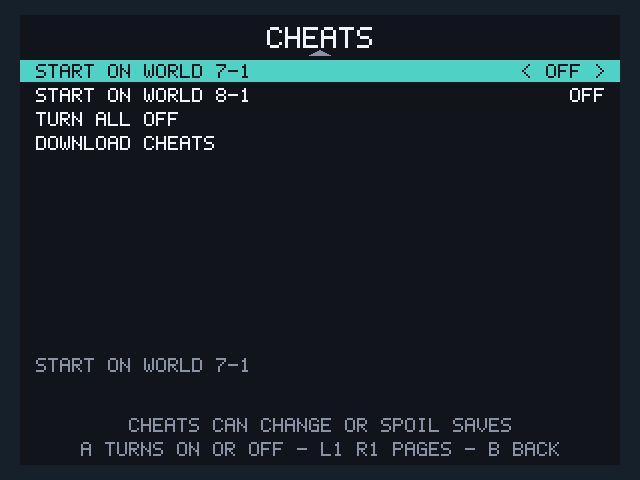 CHEATS
START ON WORLD 7-1 < OFF >
START ON WORLD 8-1 OFF
TURN ALL OFF
DOWNLOAD CHEATS
START ON WORLD 7-1
CHEATS CAN CHANGE OR SPOIL SAVES
A TURNS ON OR OFF - L1 R1 PAGES - B BACK